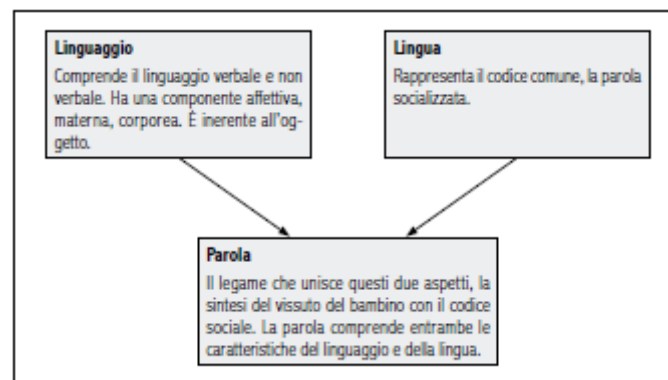 Linguaggio
Comprende il linguaggio verbale e non
verbale. Ha una componente affettiva,
materna, corporea. È inerente all'og-
getto.
Lingua
Rappresenta il codice comune, la parola
socializzata.
Parola
Il legame che unisce questi due aspetti, la
sintesi del vissuto del bambino con il codice
sociale. La parola comprende entrambe le
caratteristiche del linguaggio e della lingua.